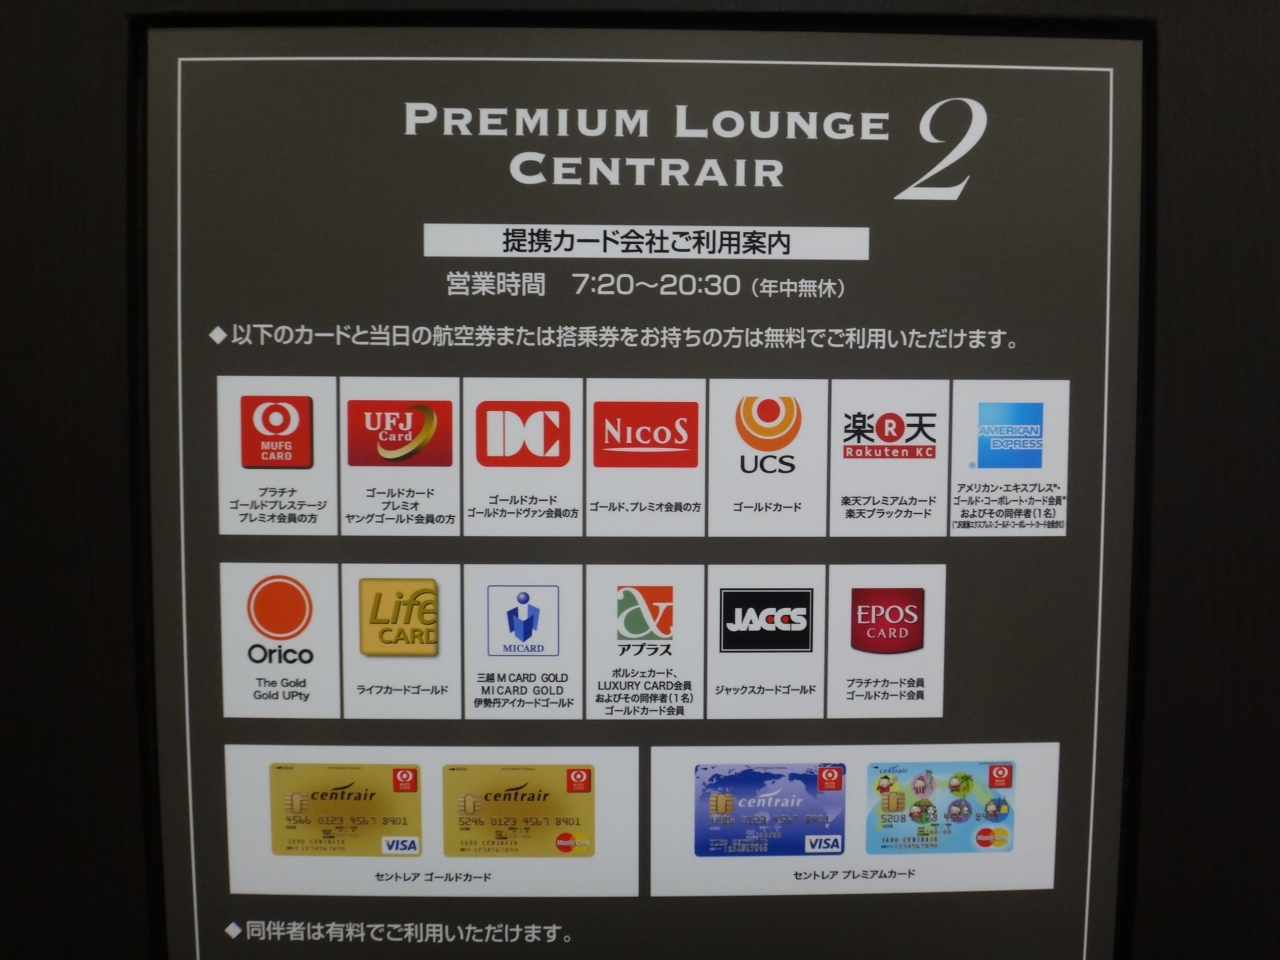 PREMIUM LOUNGE 2
CENTRAIR
提携カード会社ご利用案内
営業時間 7:20～20:30（年中無休）
◆以下のカードと当日の航空券または搭乗券をお持ちの方は無料でご利用いただけます。
MUFG
CARD
プラチナ
ゴールドプレステージ
プレミオ会員の方
UFJ
Card
ゴールドカード
プレミオ
ヤングゴールド会員の方
DC
ゴールドカード
ゴールドカードヴァン会員の方
NICOS
ゴールド、プレミオ会員の方
UCS
ゴールドカード
楽R天
Rakuten KC
楽天プレミアムカード
楽天ブラックカード
AMERICAN
EXPRESS
®
アメリカン・エキスプレス®・
ゴールド・コーポレート・カード会員*
およびその同伴者(1名)
Orico
The Gold
Gold UPty
Life
CARD
ライフカードゴールド
MICARD
三越 M CARD GOLD
MICARD GOLD
伊勢丹アイカードゴールド
アプラス
ポルシェカード、
LUXURY CARD会員
およびその同伴者(1名)
ゴールドカード会員
JACCS
ジャックスカードゴールド
EPOS
CARD
プラチナカード会員
ゴールドカード会員
centrair
4566 0123 4567 8901
VISA
centrair
5246 0123 4567 8901
MasterCard
セントレア ゴールドカード
centrair
0123 4567 8901
VISA
centrair
5208
MasterCard
セントレア プレミアムカード
◆同伴者は有料でご利用いただけます。